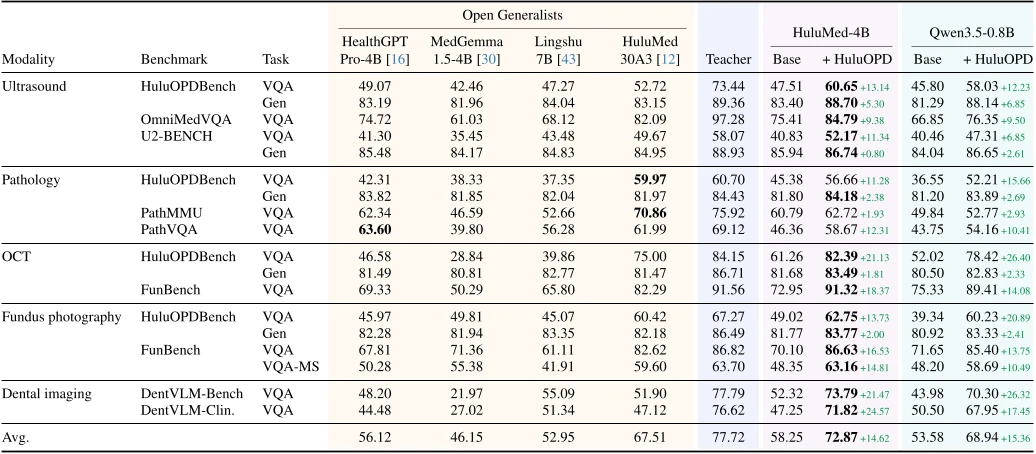 Open Generalists
HuluMed-4B Qwen3.5-0.8B
HealthGPT MedGemma Lingshu HuluMed
Modality Benchmark Task Pro-4B [16] 1.5-4B [30] 7B [43] 30A3 [12] Teacher Base + HuluOPD Base + HuluOPD
Ultrasound HuluOPDBench VQA 49.07 42.46 47.27 52.72 73.44 47.51 60.65 +13.14 45.80 58.03 +12.23
Gen 83.19 81.96 84.04 83.15 89.36 83.40 88.70 +5.30 81.29 88.14 +6.85
OmniMedVQA VQA 74.72 61.03 68.12 82.09 97.28 75.41 84.79 +9.38 66.85 76.35 +9.50
U2-BENCH VQA 41.30 35.45 43.48 49.67 58.07 40.83 52.17 +11.34 40.46 47.31 +6.85
Gen 85.48 84.17 84.83 84.95 88.93 85.94 86.74 +0.80 84.04 86.65 +2.61
Pathology HuluOPDBench VQA 42.31 38.33 37.35 59.97 60.70 45.38 56.66 +11.28 36.55 52.21 +15.66
Gen 83.82 81.85 82.04 81.97 84.43 81.80 84.18 +2.38 81.20 83.89 +2.69
PathMMU VQA 62.34 46.59 52.66 70.86 75.92 60.79 62.72 +1.93 49.84 52.77 +2.93
PathVQA VQA 63.60 39.80 56.28 61.99 69.12 46.36 58.67 +12.31 43.75 54.16 +10.41
OCT HuluOPDBench VQA 46.58 28.84 39.86 75.00 84.15 61.26 82.39 +21.13 52.02 78.42 +26.40
Gen 81.49 80.81 82.77 81.47 86.71 81.68 83.49 +1.81 80.50 82.83 +2.33
FunBench VQA 69.33 50.29 65.80 82.29 91.56 72.95 91.32 +18.37 75.33 89.41 +14.08
Fundus photography HuluOPDBench VQA 45.97 49.81 45.07 60.42 67.27 49.02 62.75 +13.73 39.34 60.23 +20.89
Gen 82.28 81.94 83.35 82.18 86.49 81.77 83.77 +2.00 80.92 83.33 +2.41
FunBench VQA 67.81 71.36 61.11 82.62 86.82 70.10 86.63 +16.53 71.65 85.40 +13.75
VQA-MS 50.28 55.38 41.91 59.60 63.70 48.35 63.16 +14.81 48.20 58.69 +10.49
Dental imaging DentVLM-Bench VQA 48.20 21.97 55.09 51.90 77.79 52.32 73.79 +21.47 43.98 70.30 +26.32
DentVLM-Clin. VQA 44.48 27.02 51.34 47.12 76.62 47.25 71.82 +24.57 50.50 67.95 +17.45
Avg. 56.12 46.15 52.95 67.51 77.72 58.25 72.87 +14.62 53.58 68.94 +15.36